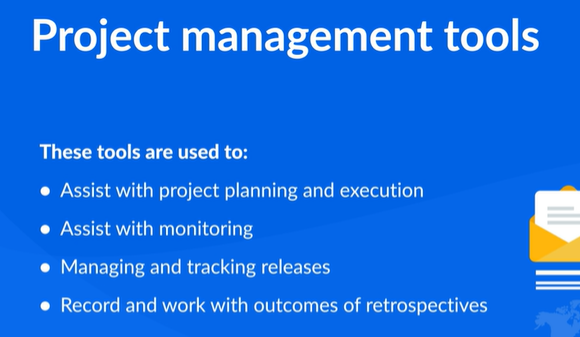 Project management tools
These tools are used to:
● Assist with project planning and execution
● Assist with monitoring
● Managing and tracking releases
● Record and work with outcomes of retrospectives